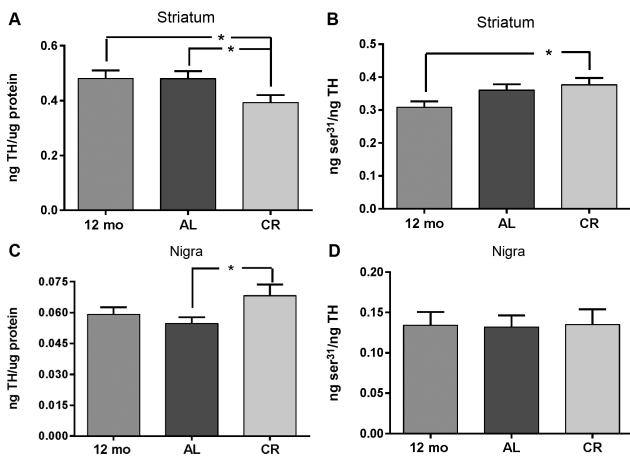 A
Striatum
ng TH/ug protein
0.6
0.4
0.2
0.0
*
*
12 mo AL CR
B
Striatum
ng ser³¹/ng TH
0.5
0.4
0.3
0.2
0.1
0.0
*
12 mo AL CR
C
Nigra
ng TH/ug protein
0.075
0.060
0.045
0.030
0.015
0.000
*
12 mo AL CR
D
Nigra
ng ser³¹/ng TH
0.20
0.15
0.10
0.05
0.00
12 mo AL CR